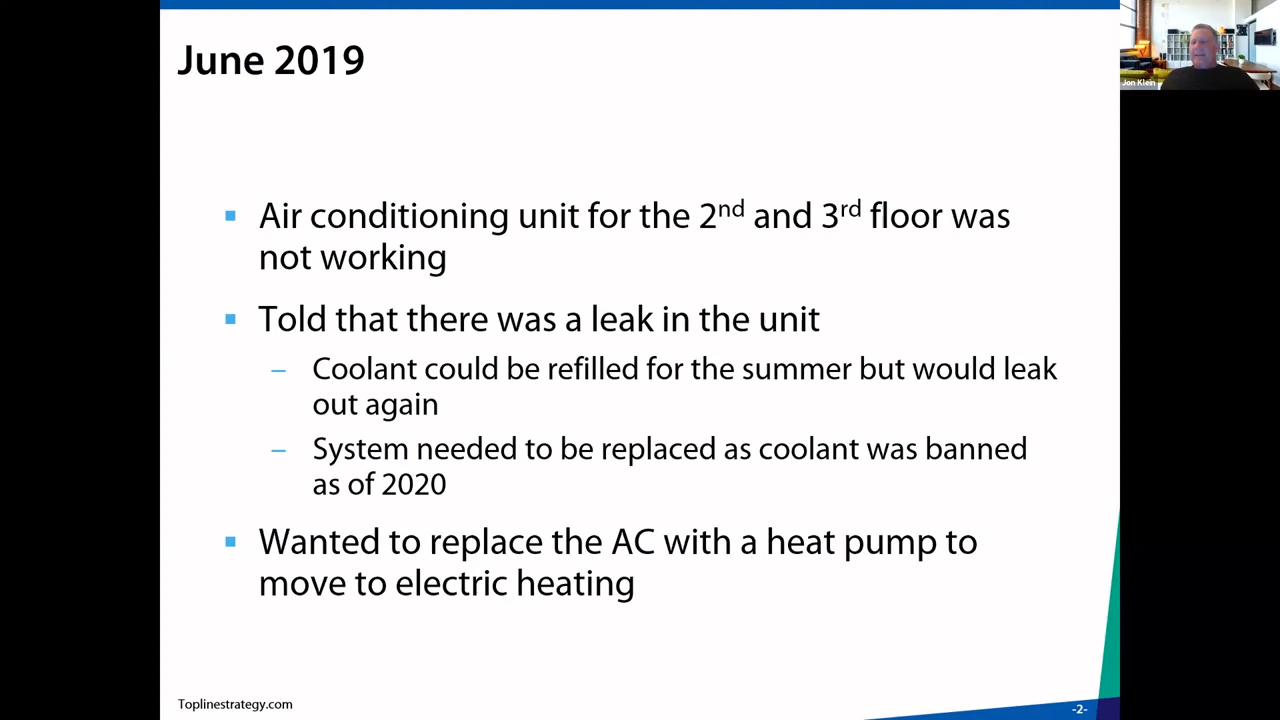 June 2019
Jon Klein
▪ Air conditioning unit for the 2nd and 3rd floor was
not working
▪ Told that there was a leak in the unit
– Coolant could be refilled for the summer but would leak
out again
– System needed to be replaced as coolant was banned
as of 2020
▪ Wanted to replace the AC with a heat pump to
move to electric heating
Toplinestrategy.com
-2-